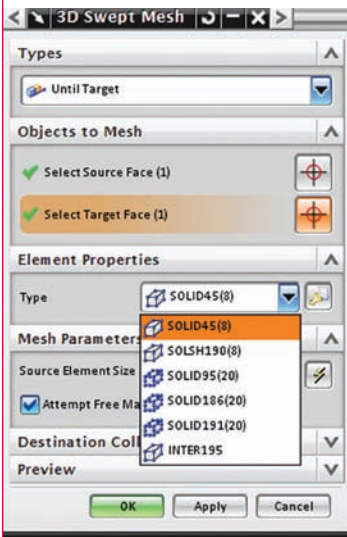 3D Swept Mesh
Types
Until Target
Objects to Mesh
Select Source Face (1)
Select Target Face (1)
Element Properties
Type SOLID45(8)
SOLID45(8)
Mesh Parameter
SOLSH190(8)
Source Element Size
SOLID95(20)
Attempt Free Ma
SOLID186(20)
SOLID191(20)
Destination Coll
INTER195
Preview
OK Apply Cancel